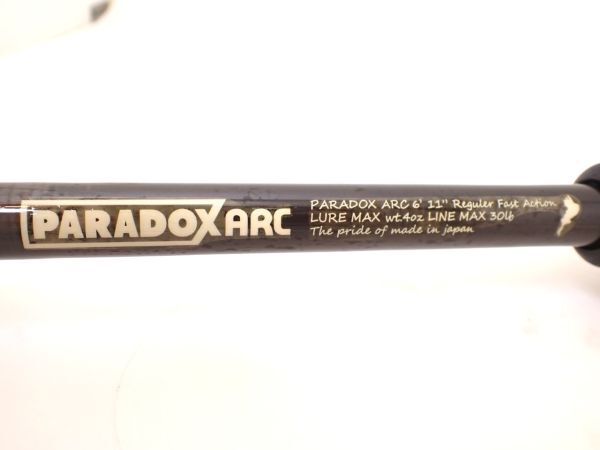 PARADOX ARC
PARADOX ARC 6' 11" Reguler Fast Action
LURE MAX wt.4oz LINE MAX 30lb
The pride of made in japan